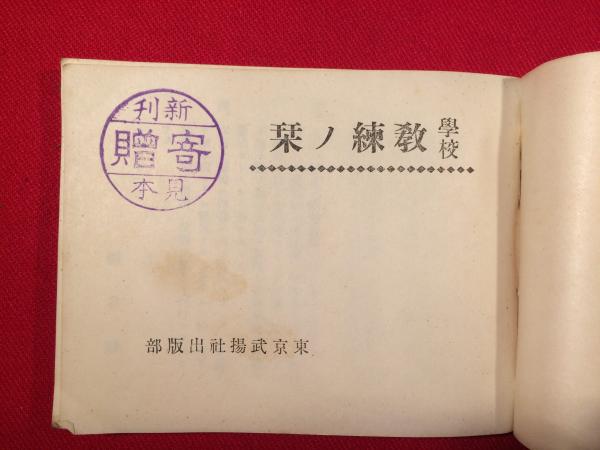 學校
教練ノ栞
新刊
寄贈
見本
東京武揚社出版部